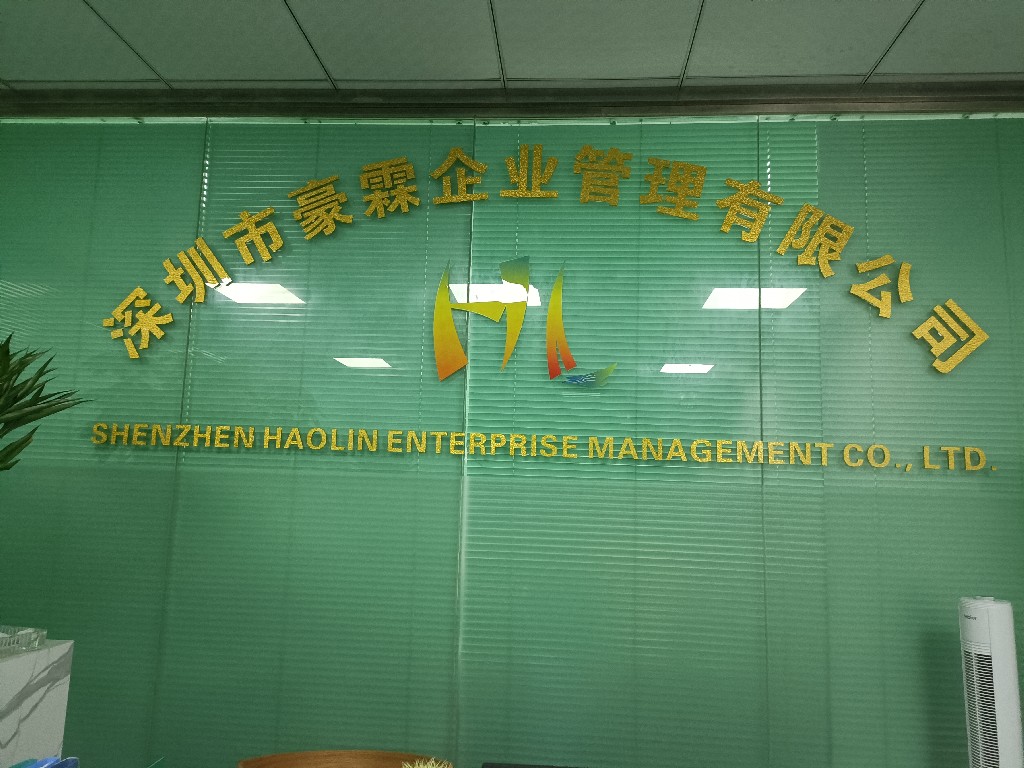 深圳市豪霖企业管理有限公司
HL
SHENZHEN HAOLIN ENTERPRISE MANAGEMENT CO., LTD.